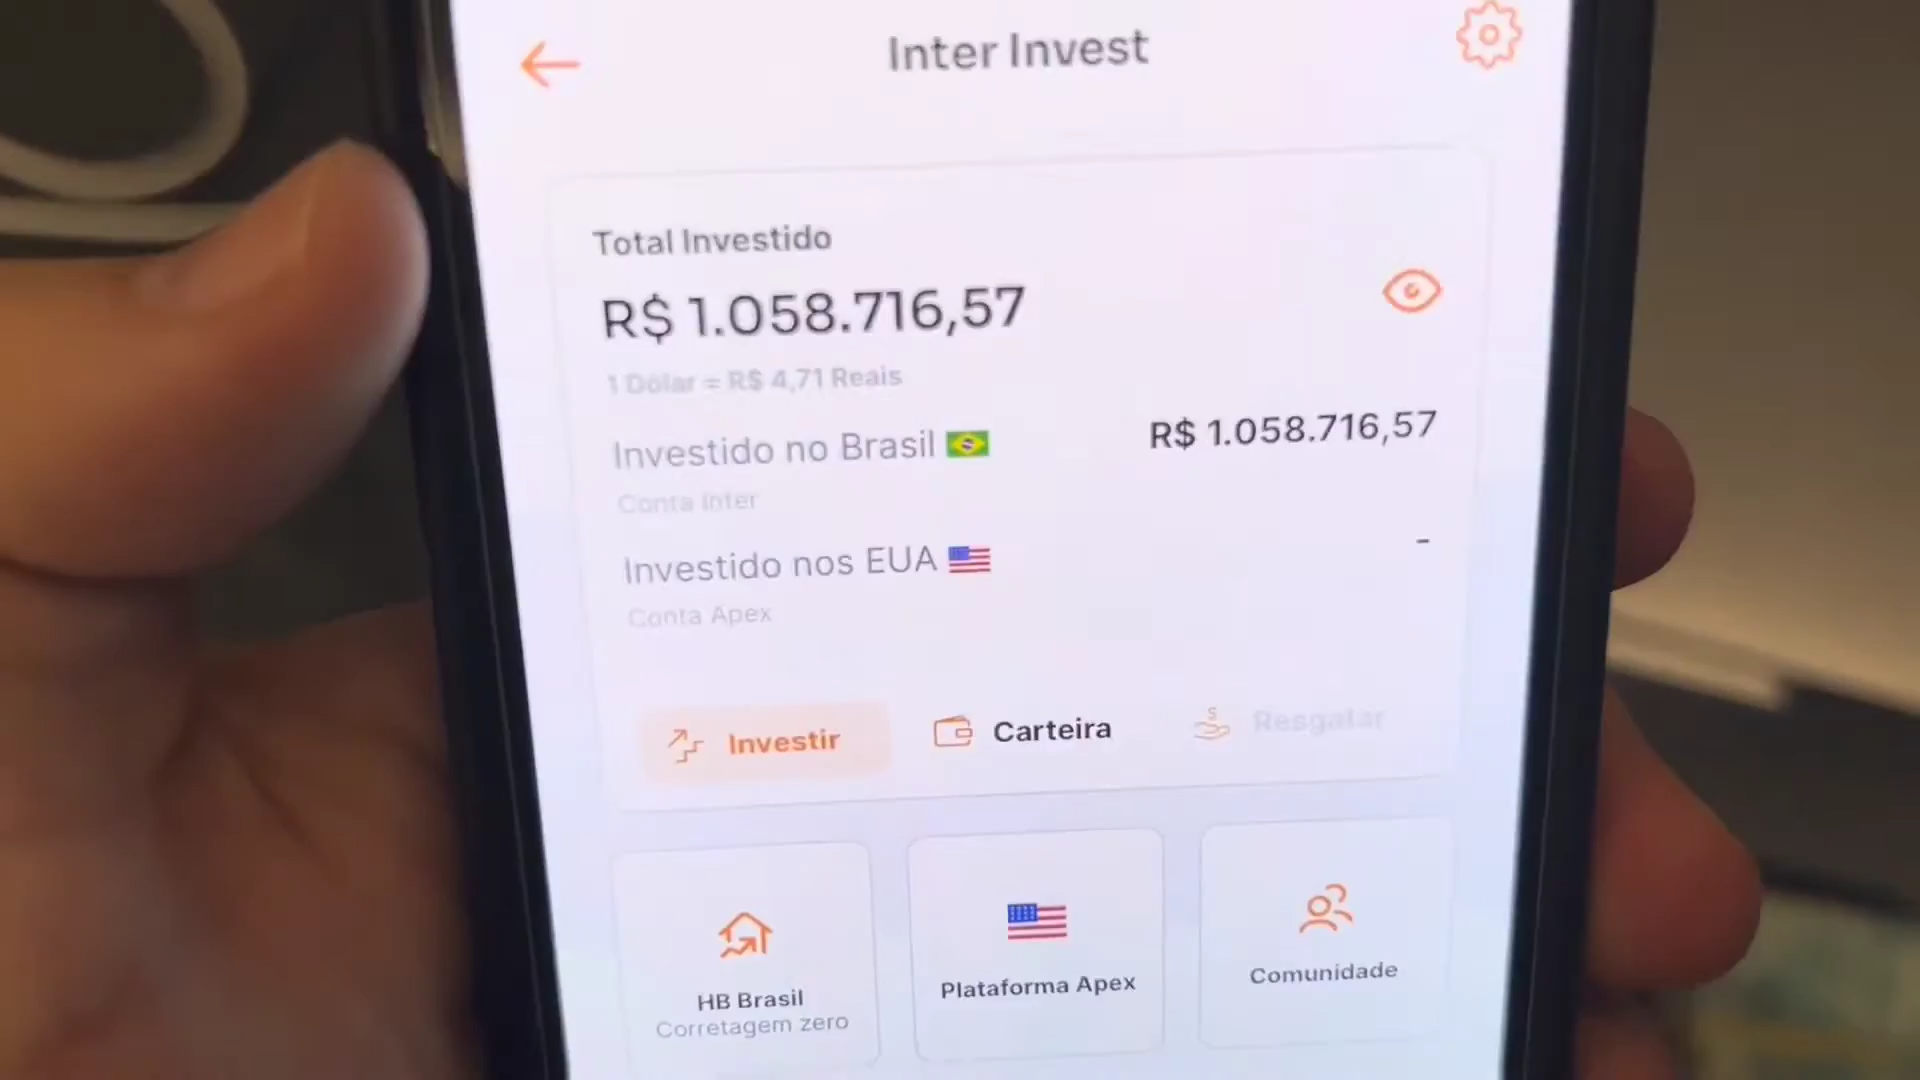 Inter Invest
Total Investido
R$ 1.058.716,57
1 Dólar = R$ 4,71 Reais
Investido no Brasil R$ 1.058.716,57
Conta Inter
Investido nos EUA -
Conta Apex
Investir Carteira Resgatar
HB Brasil
Corretagem zero
Plataforma Apex
Comunidade